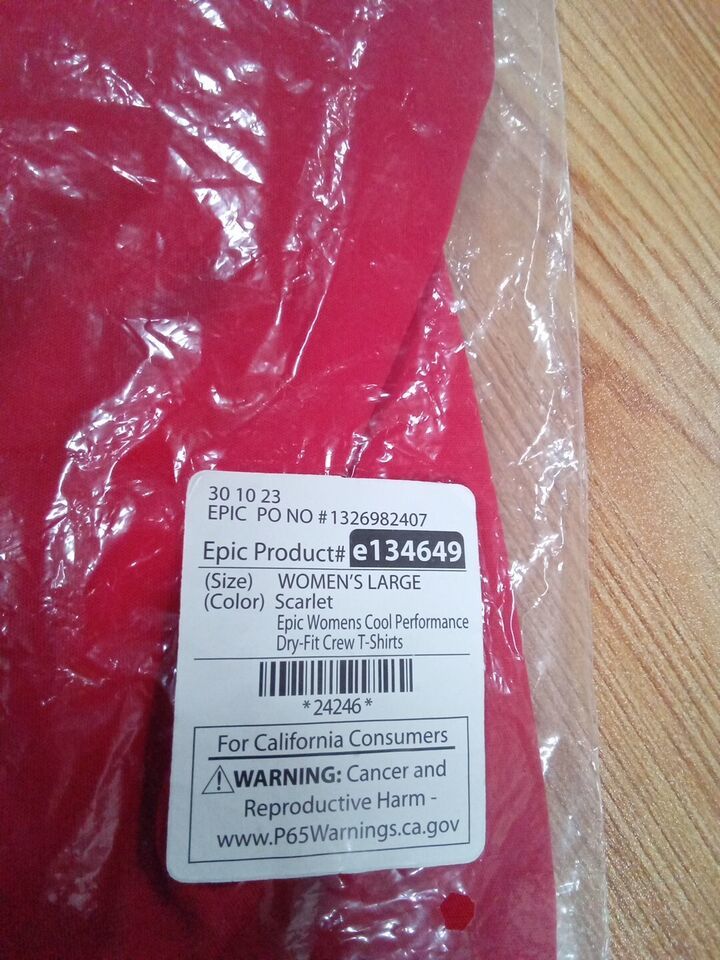 30 10 23
EPIC PO NO #1326982407
Epic Product# e134649
(Size) WOMEN'S LARGE
(Color) Scarlet
Epic Womens Cool Performance
Dry-Fit Crew T-Shirts
*24246*
For California Consumers
WARNING: Cancer and
Reproductive Harm -
www.P65Warnings.ca.gov